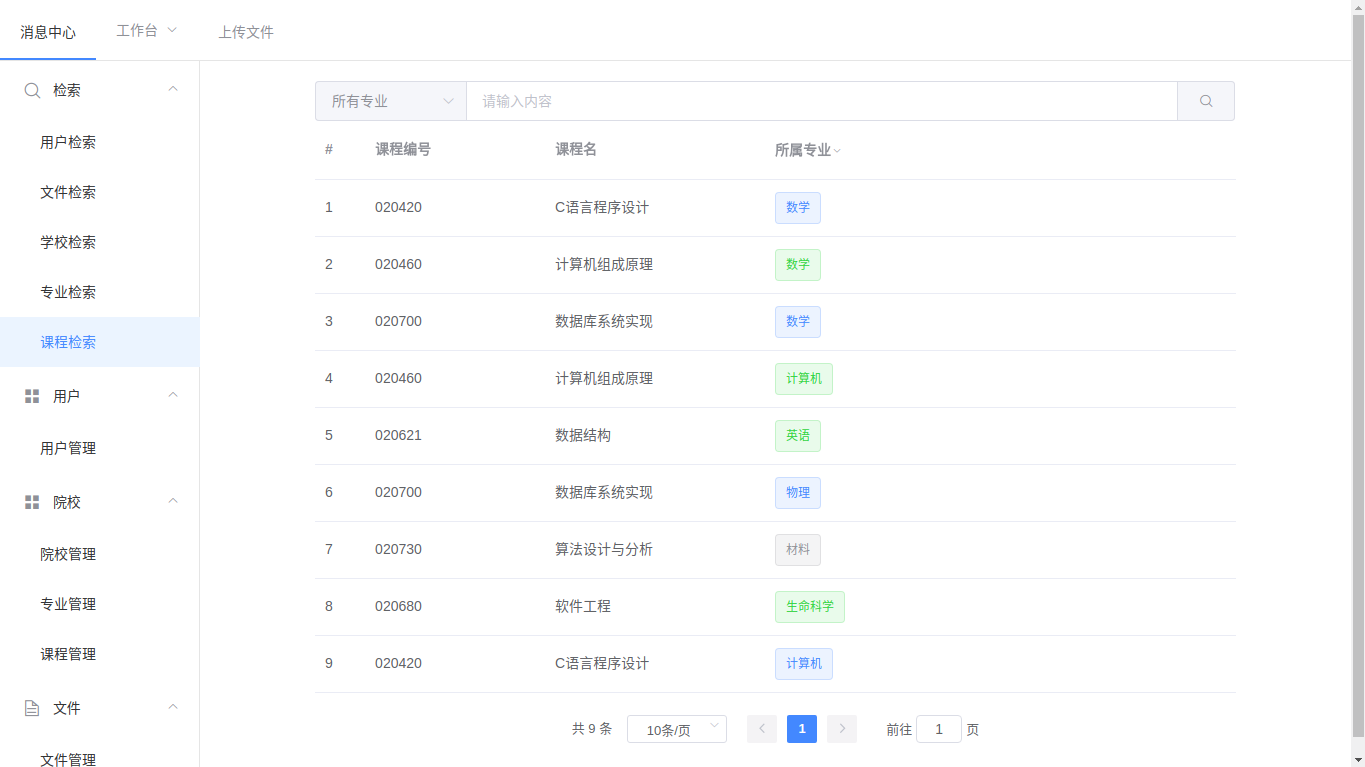 消息中心 工作台 上传文件
检索
用户检索
文件检索
学校检索
专业检索
课程检索
用户
用户管理
院校
院校管理
专业管理
课程管理
文件
文件管理
所有专业 请输入内容
# 课程编号 课程名 所属专业
1 020420 C语言程序设计 数学
2 020460 计算机组成原理 数学
3 020700 数据库系统实现 数学
4 020460 计算机组成原理 计算机
5 020621 数据结构 英语
6 020700 数据库系统实现 物理
7 020730 算法设计与分析 材料
8 020680 软件工程 生命科学
9 020420 C语言程序设计 计算机
共 9 条 10条/页 1 前往 1 页